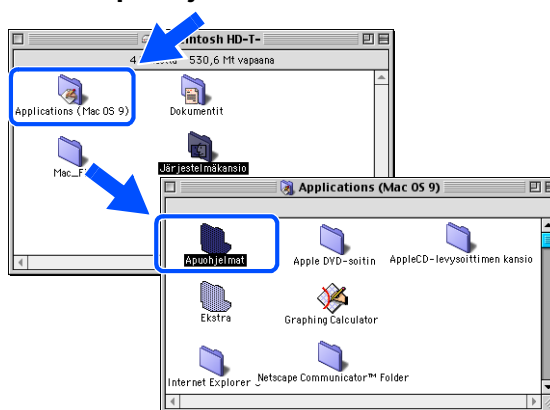 intosh HD-T-
4
530,6 Mt vapaana
Applications (Mac OS 9)
Dokumentit
Mac_F
Järjestelmäkansio
Applications (Mac OS 9)
Apuohjelmat
Apple DVD-soitin
AppleCD-levysoittimen kansio
Ekstra
Graphing Calculator
Internet Explorer
Netscape Communicator™ Folder